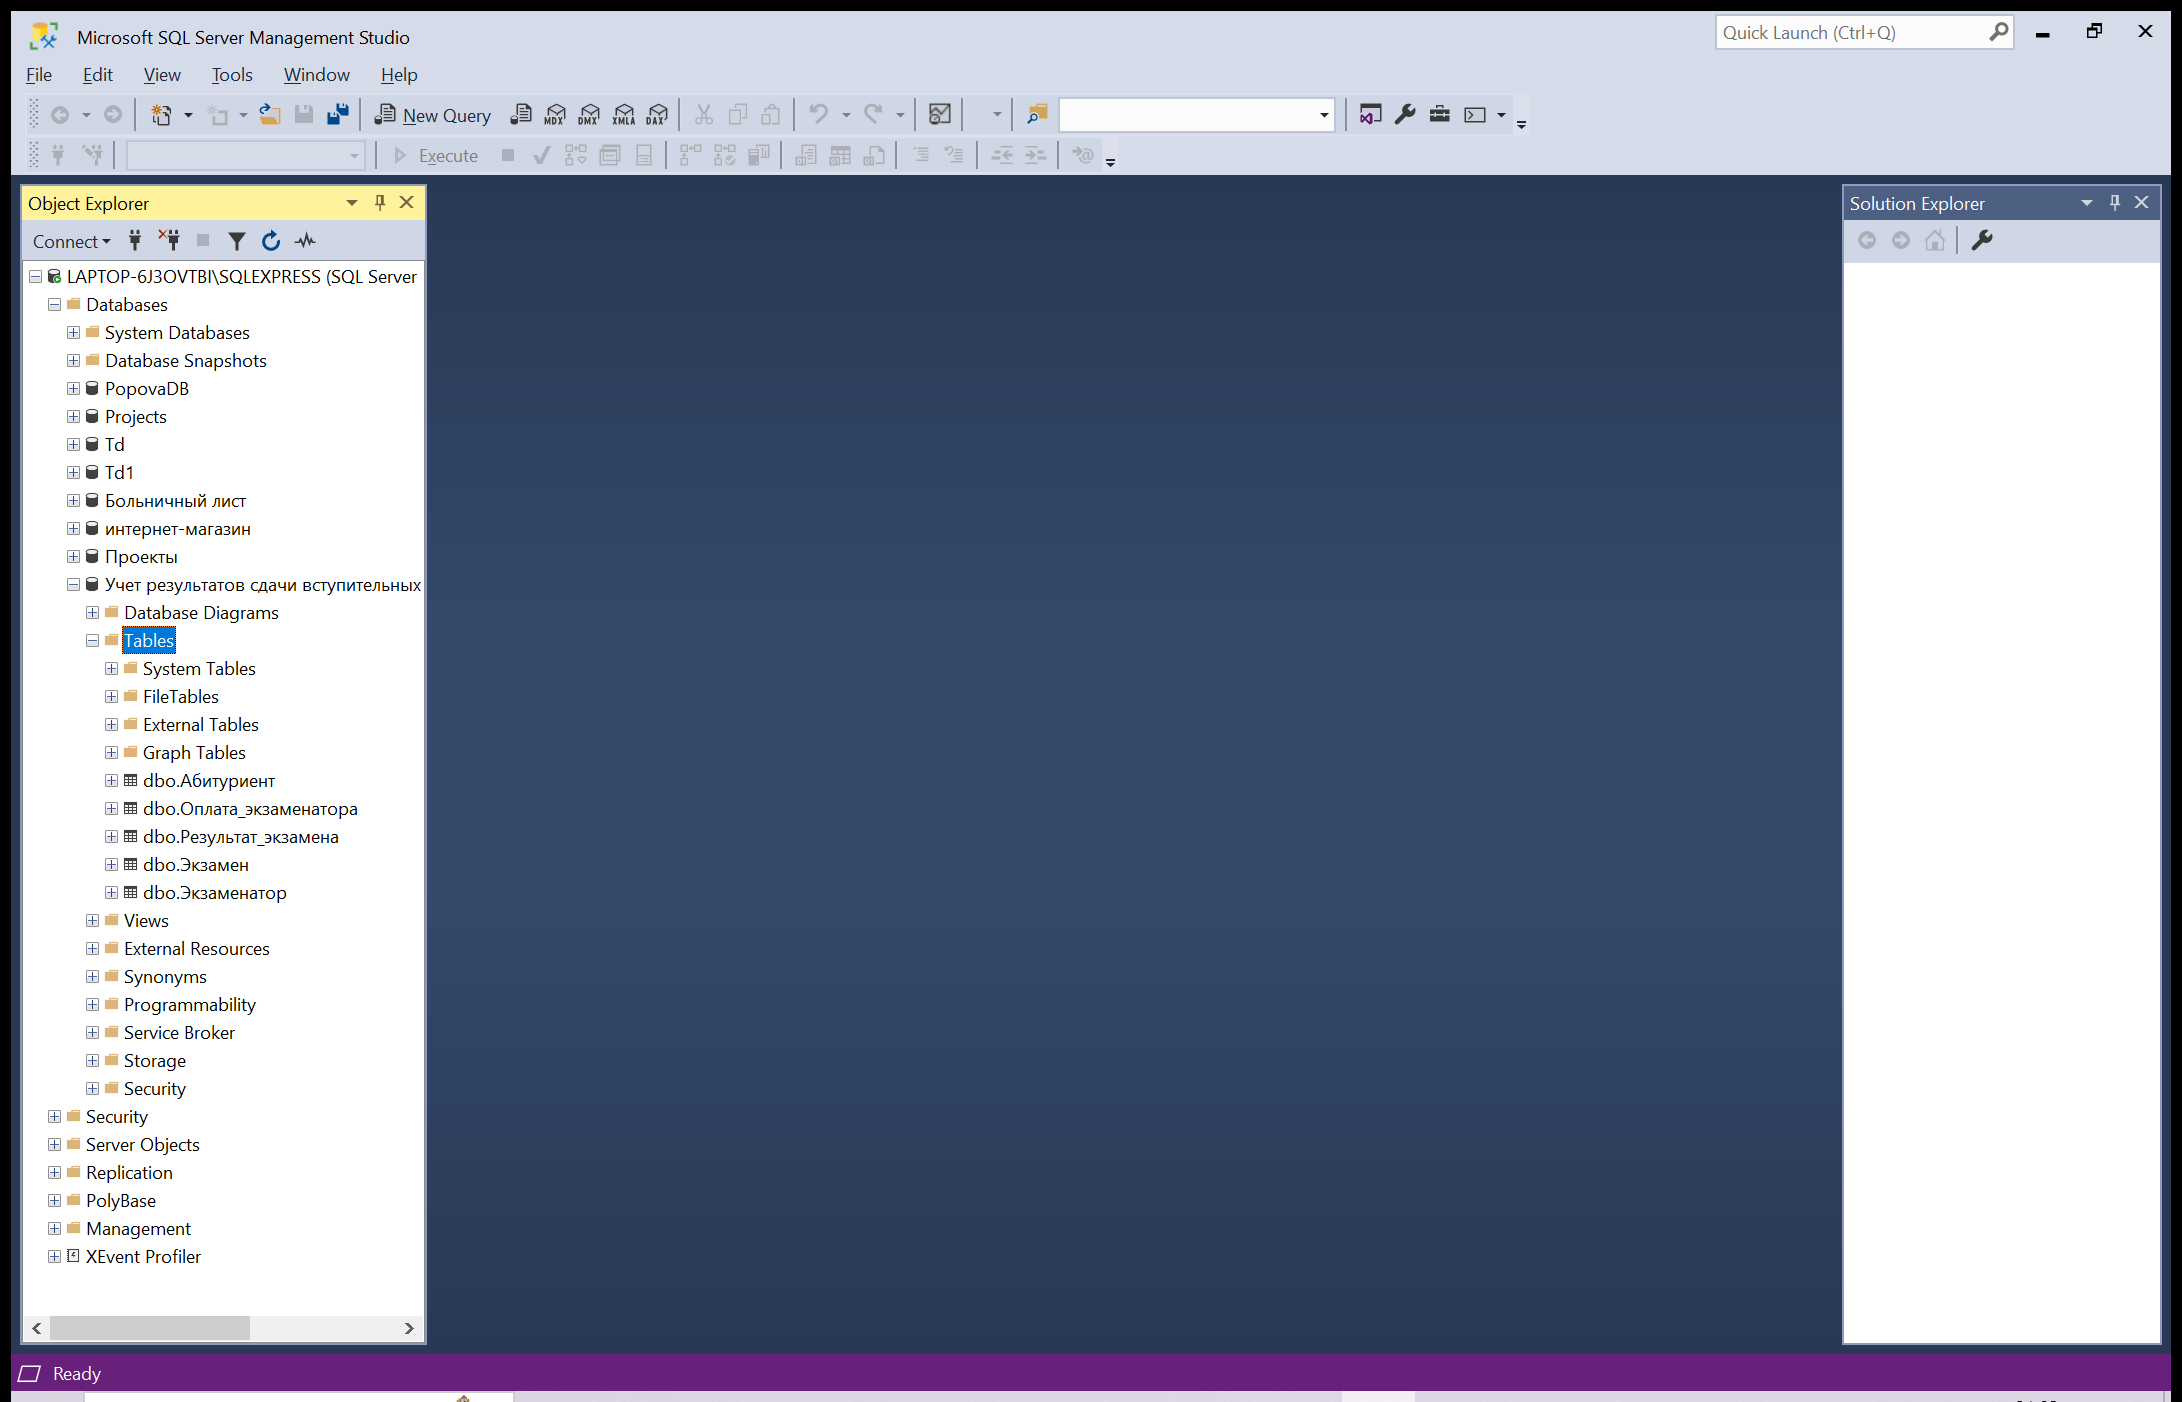 Microsoft SQL Server Management Studio
Quick Launch (Ctrl+Q)
File Edit View Tools Window Help
New Query MDX DMX XMLA DAX
Execute
Object Explorer
Connect
LAPTOP-6J3OVTBI\SQLEXPRESS (SQL Server
Databases
System Databases
Database Snapshots
PopovaDB
Projects
Td
Td1
Больничный лист
интернет-магазин
Проекты
Учет результатов сдачи вступительных
Database Diagrams
Tables
System Tables
FileTables
External Tables
Graph Tables
dbo.Абитуриент
dbo.Оплата_экзаменатора
dbo.Результат_экзамена
dbo.Экзамен
dbo.Экзаменатор
Views
External Resources
Synonyms
Programmability
Service Broker
Storage
Security
Security
Server Objects
Replication
PolyBase
Management
XEvent Profiler
Solution Explorer
Ready